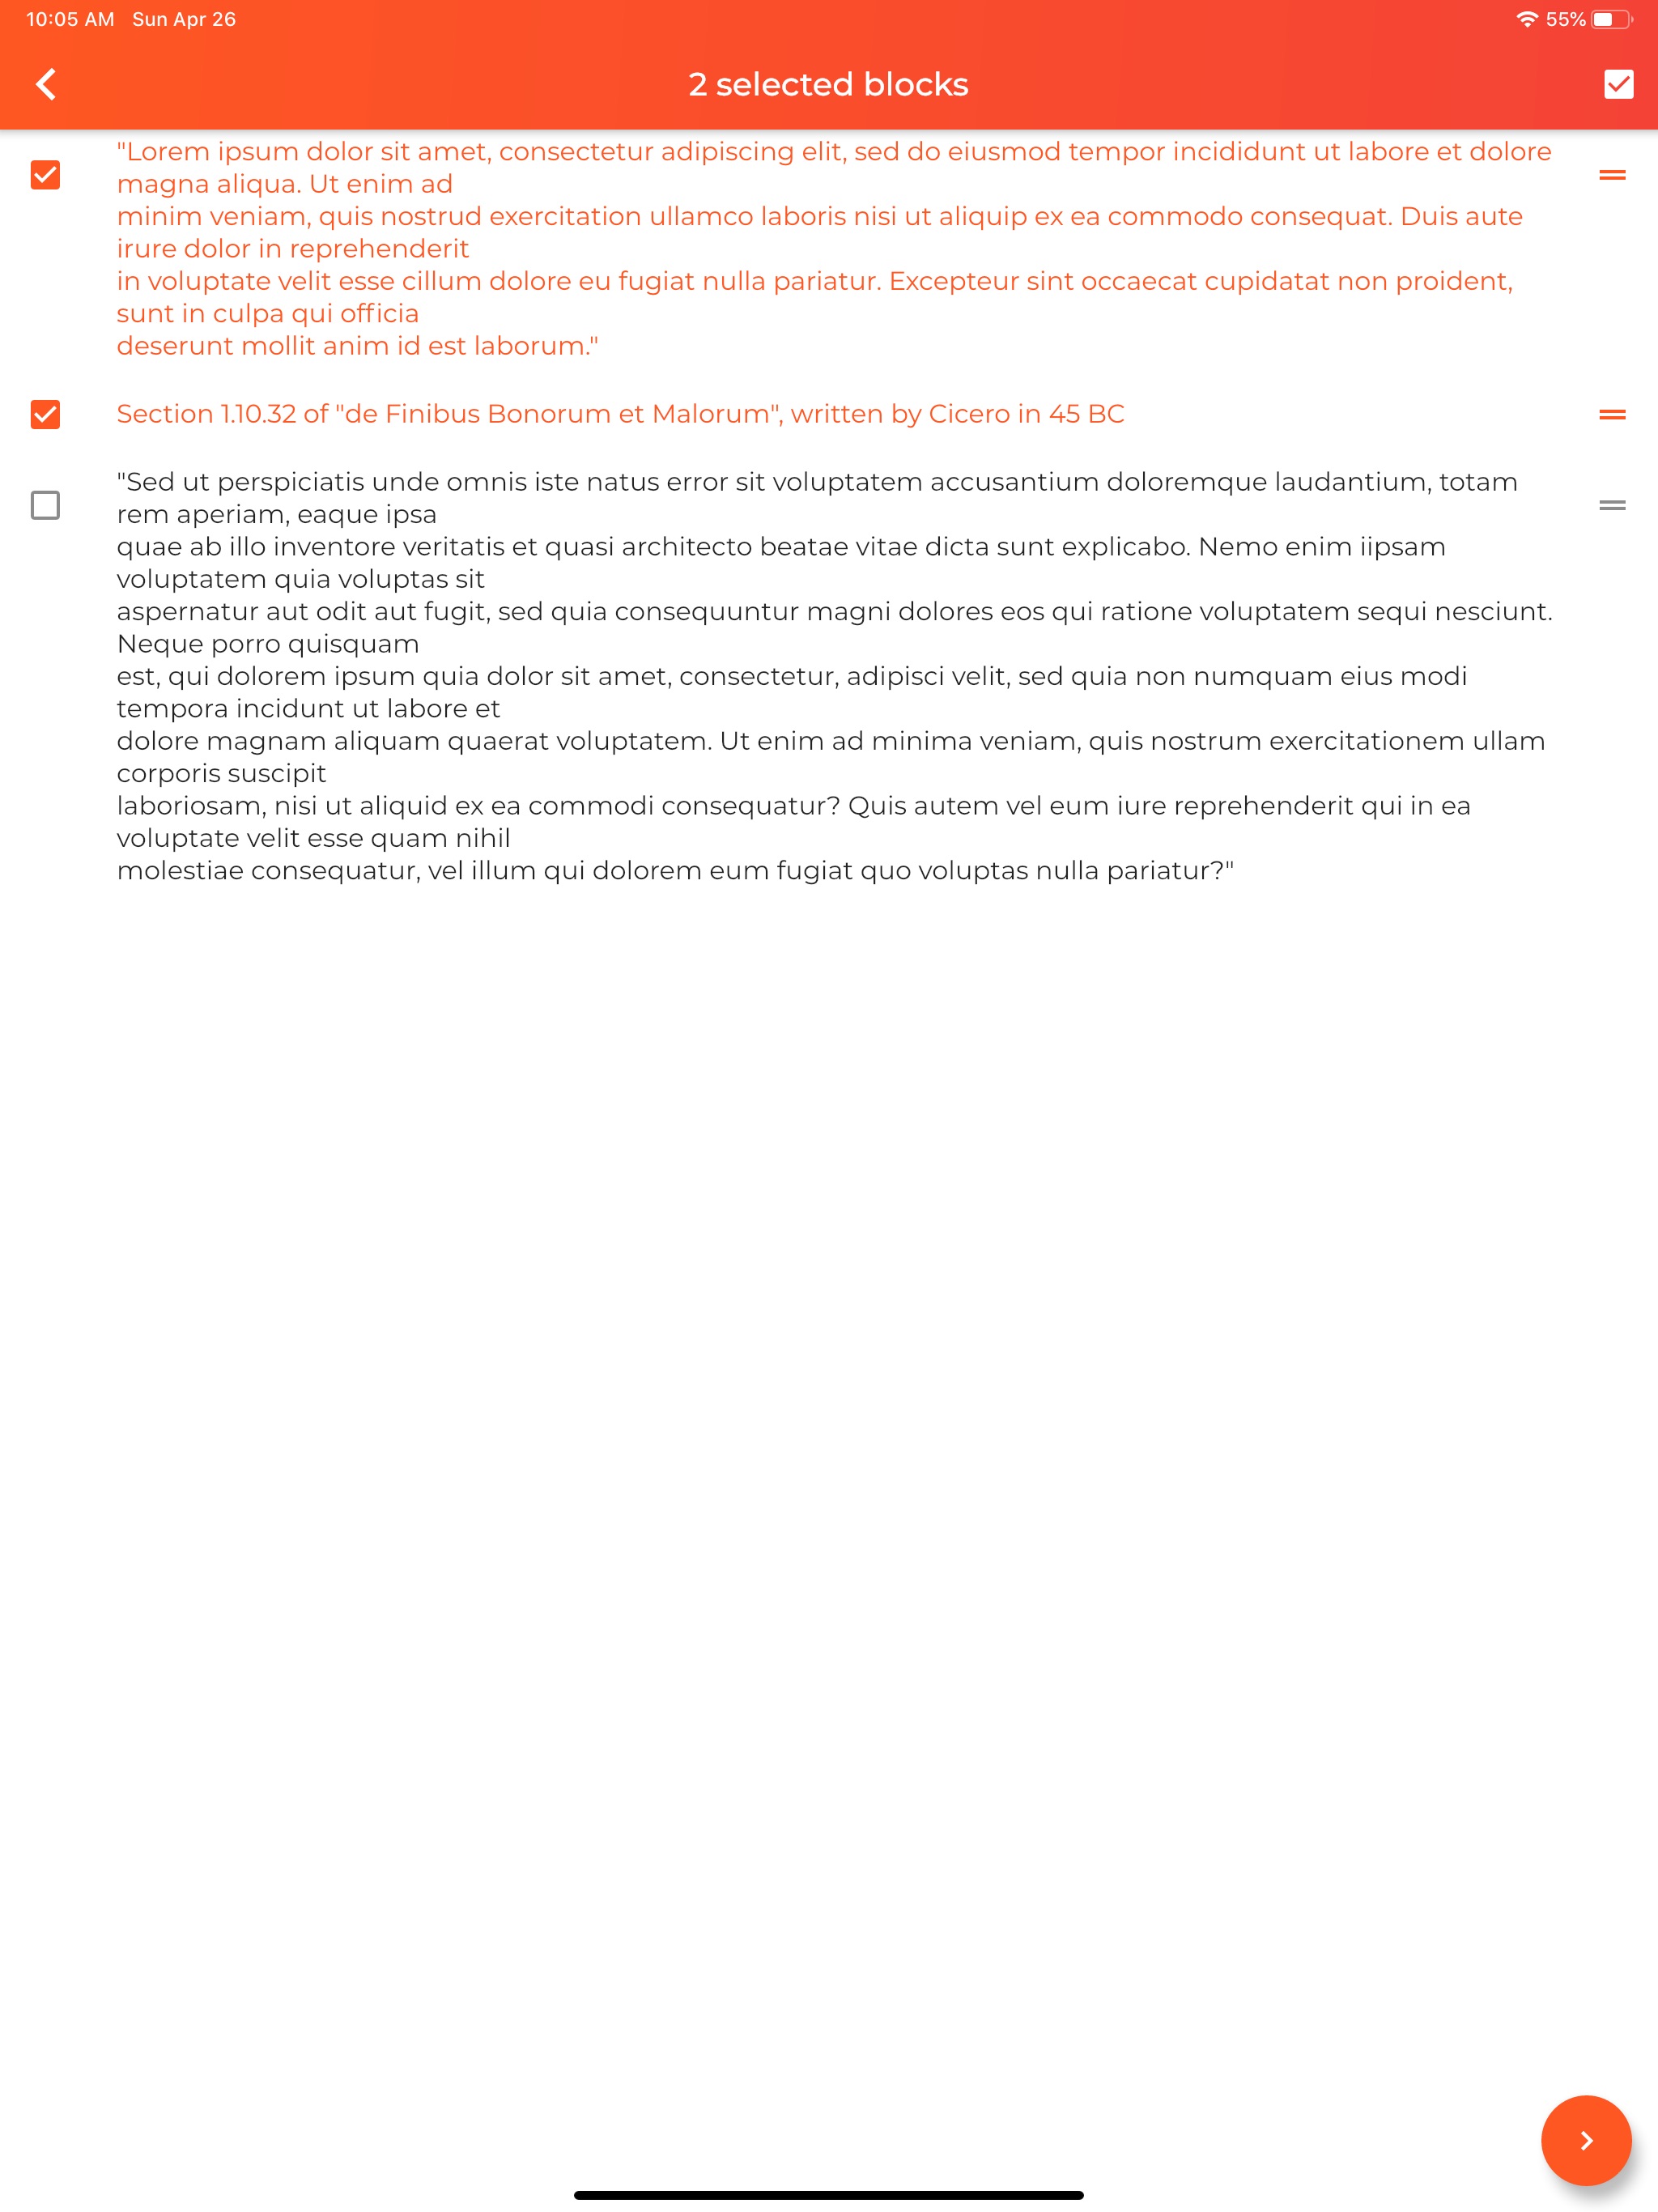 10:05 AM Sun Apr 26 55%
2 selected blocks
"Lorem ipsum dolor sit amet, consectetur adipiscing elit, sed do eiusmod tempor incididunt ut labore et dolore
magna aliqua. Ut enim ad
minim veniam, quis nostrud exercitation ullamco laboris nisi ut aliquip ex ea commodo consequat. Duis aute
irure dolor in reprehenderit
in voluptate velit esse cillum dolore eu fugiat nulla pariatur. Excepteur sint occaecat cupidatat non proident,
sunt in culpa qui officia
deserunt mollit anim id est laborum."
Section 1.10.32 of "de Finibus Bonorum et Malorum", written by Cicero in 45 BC
"Sed ut perspiciatis unde omnis iste natus error sit voluptatem accusantium doloremque laudantium, totam
rem aperiam, eaque ipsa
quae ab illo inventore veritatis et quasi architecto beatae vitae dicta sunt explicabo. Nemo enim iipsam
voluptatem quia voluptas sit
aspernatur aut odit aut fugit, sed quia consequuntur magni dolores eos qui ratione voluptatem sequi nesciunt.
Neque porro quisquam
est, qui dolorem ipsum quia dolor sit amet, consectetur, adipisci velit, sed quia non numquam eius modi
tempora incidunt ut labore et
dolore magnam aliquam quaerat voluptatem. Ut enim ad minima veniam, quis nostrum exercitationem ullam
corporis suscipit
laboriosam, nisi ut aliquid ex ea commodi consequatur? Quis autem vel eum iure reprehenderit qui in ea
voluptate velit esse quam nihil
molestiae consequatur, vel illum qui dolorem eum fugiat quo voluptas nulla pariatur?"